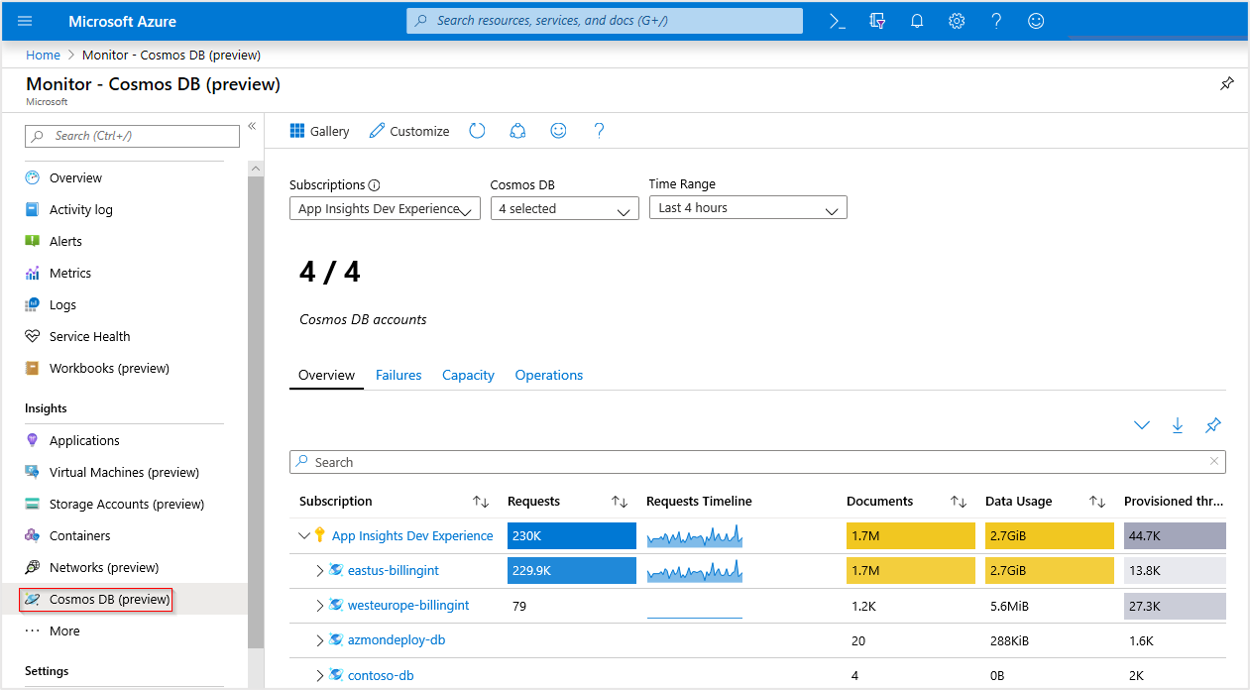 Microsoft Azure
Search resources, services, and docs (G+/)
Home > Monitor - Cosmos DB (preview)
Monitor - Cosmos DB (preview)
Microsoft
Search (Ctrl+/)
Overview
Activity log
Alerts
Metrics
Logs
Service Health
Workbooks (preview)
Insights
Applications
Virtual Machines (preview)
Storage Accounts (preview)
Containers
Networks (preview)
Cosmos DB (preview)
More
Settings
Gallery Customize
Subscriptions Cosmos DB Time Range
App Insights Dev Experience 4 selected Last 4 hours
4 / 4
Cosmos DB accounts
Overview Failures Capacity Operations
Search
Subscription Requests Requests Timeline Documents Data Usage Provisioned thr...
App Insights Dev Experience 230K 1.7M 2.7GiB 44.7K
eastus-billingint 229.9K 1.7M 2.7GiB 13.8K
westeurope-billingint 79 1.2K 5.6MiB 27.3K
azmondeploy-db 20 288KiB 1.6K
contoso-db 4 0B 2K